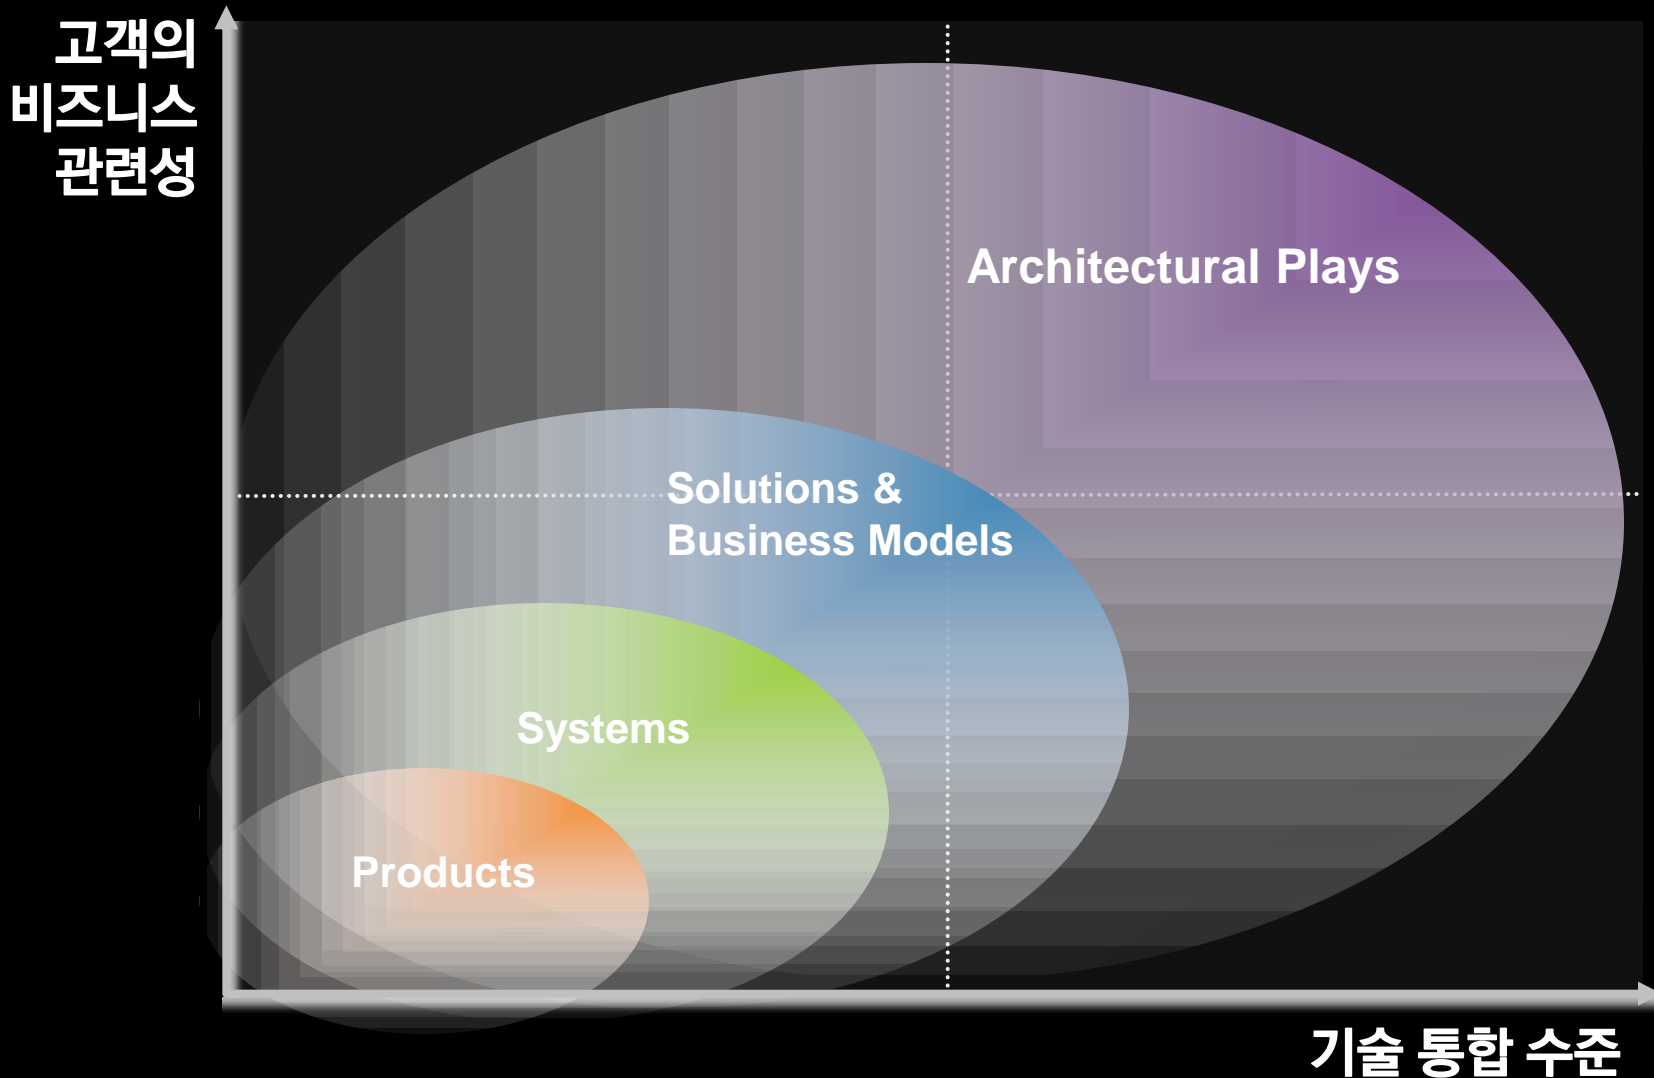 고객의
비즈니스
관련성
Architectural Plays
Solutions &
Business Models
Systems
Products
기술 통합 수준